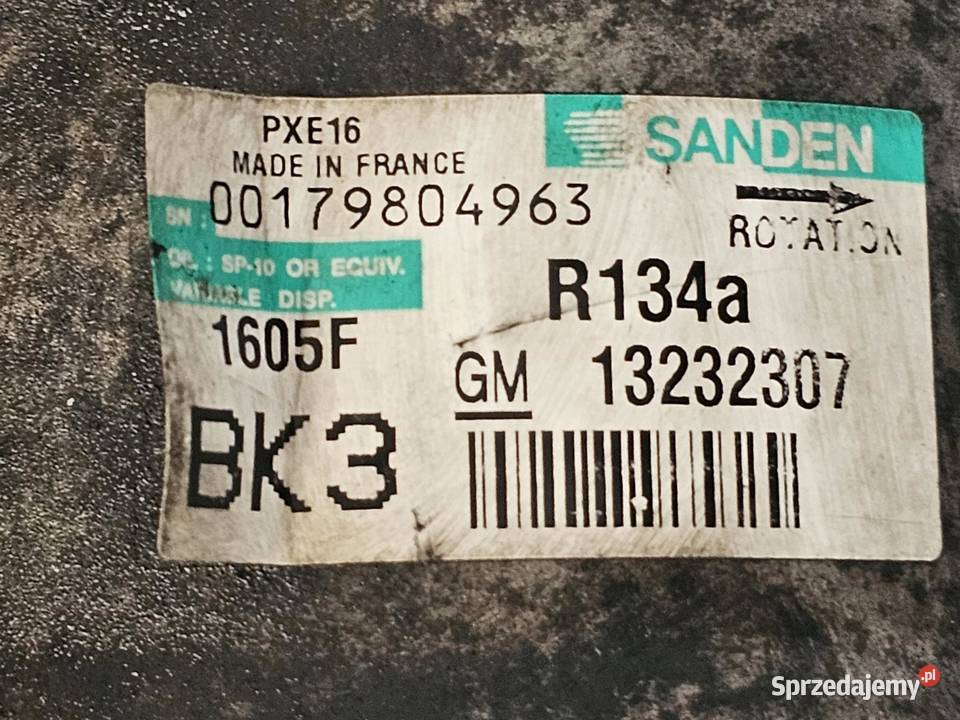 PXE16
SANDEN
MADE IN FRANCE
SN : 00179804963
ROTATION
OIL : SP-10 OR EQUIV.
VARIABLE DISP.
R134a
1605F
GM 13232307
BK3
Sprzedajemy.pl